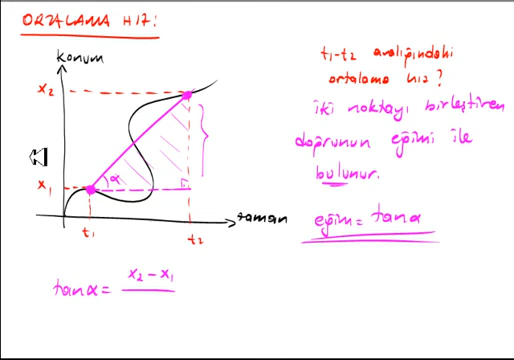 ORTALAMA HIZ:
konum
x₂
x₁
α
t₁
t₂
zaman
t₁-t₂ aralığındaki
ortalama hız?
iki noktayı birleştiren
doğrunun eğimi ile
bulunur.
eğim = tanα
tanα = x₂ - x₁